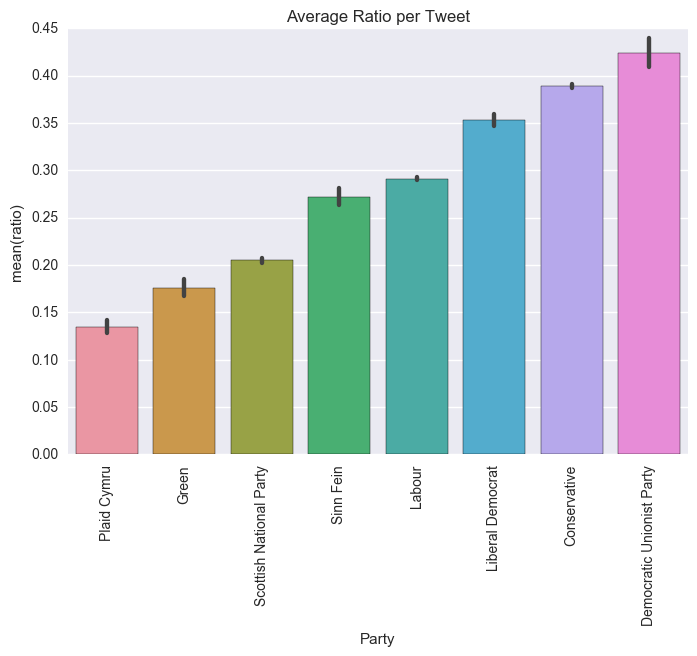 Average Ratio per Tweet
mean(ratio)
0.45
0.40
0.35
0.30
0.25
0.20
0.15
0.10
0.05
0.00
Plaid Cymru
Green
Scottish National Party
Sinn Fein
Labour
Liberal Democrat
Conservative
Democratic Unionist Party
Party